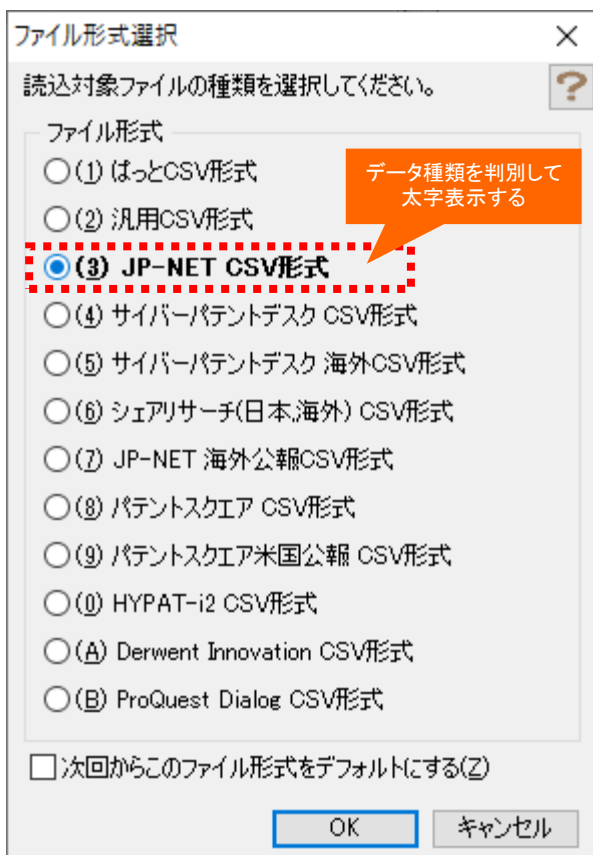 ファイル形式選択
読込対象ファイルの種類を選択してください。
?
ファイル形式
(1) ぱっとCSV形式
データ種類を判別して
太字表示する
(2) 汎用CSV形式
(3) JP-NET CSV形式
(4) サイバーパテントデスク CSV形式
(5) サイバーパテントデスク 海外CSV形式
(6) シェアリサーチ(日本,海外) CSV形式
(7) JP-NET 海外公報CSV形式
(8) パテントスクエア CSV形式
(9) パテントスクエア米国公報 CSV形式
(0) HYPAT-i2 CSV形式
(A) Derwent Innovation CSV形式
(B) ProQuest Dialog CSV形式
次回からこのファイル形式をデフォルトにする(Z)
OK
キャンセル